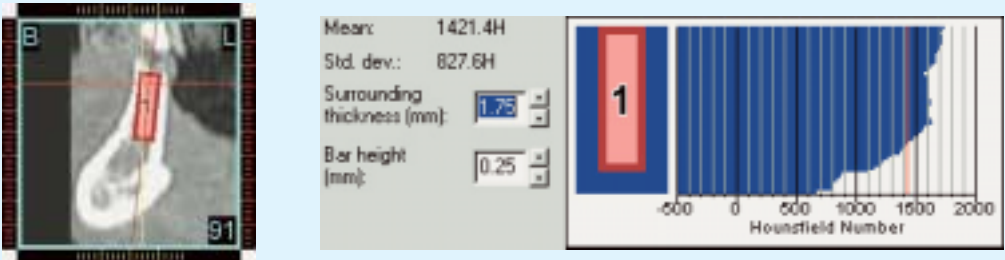 B L
1
91
Mean: 1421.4H
Std. dev.: 827.6H
Surrounding
thickness (mm): 1.75
Bar height
(mm): 0.25
1
-500 0 500 1000 1500 2000
Hounsfield Number